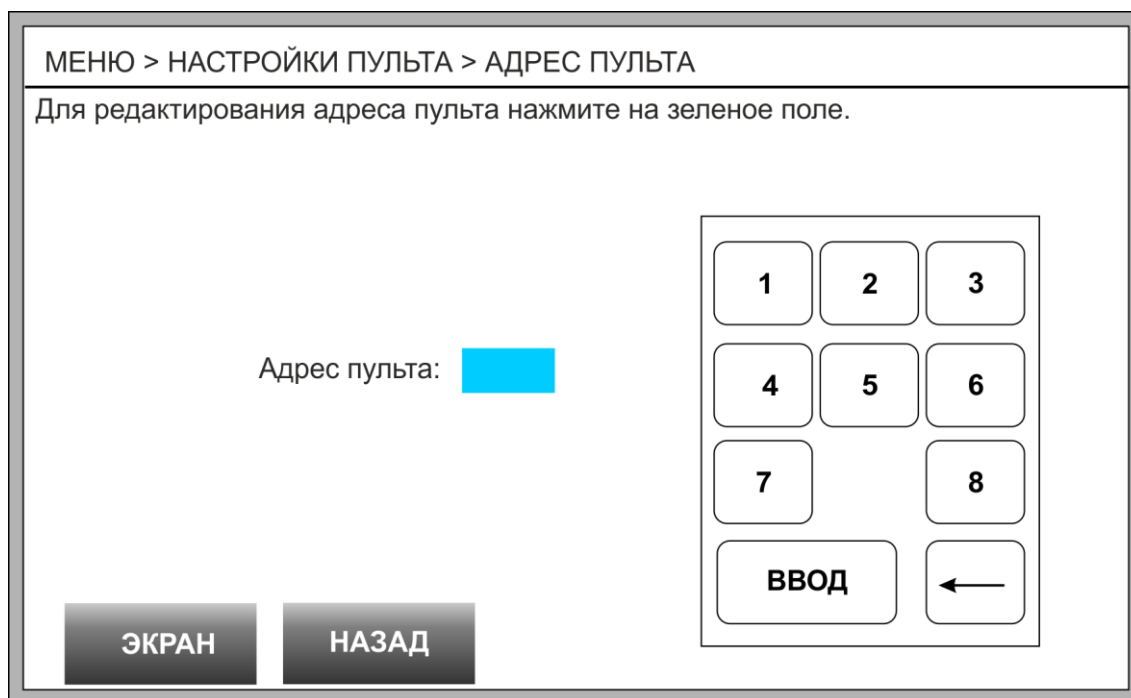 МЕНЮ > НАСТРОЙКИ ПУЛЬТА > АДРЕС ПУЛЬТА
Для редактирования адреса пульта нажмите на зеленое поле.
1 2 3
Адрес пульта:
4 5 6
7 8
ВВОД
ЭКРАН НАЗАД